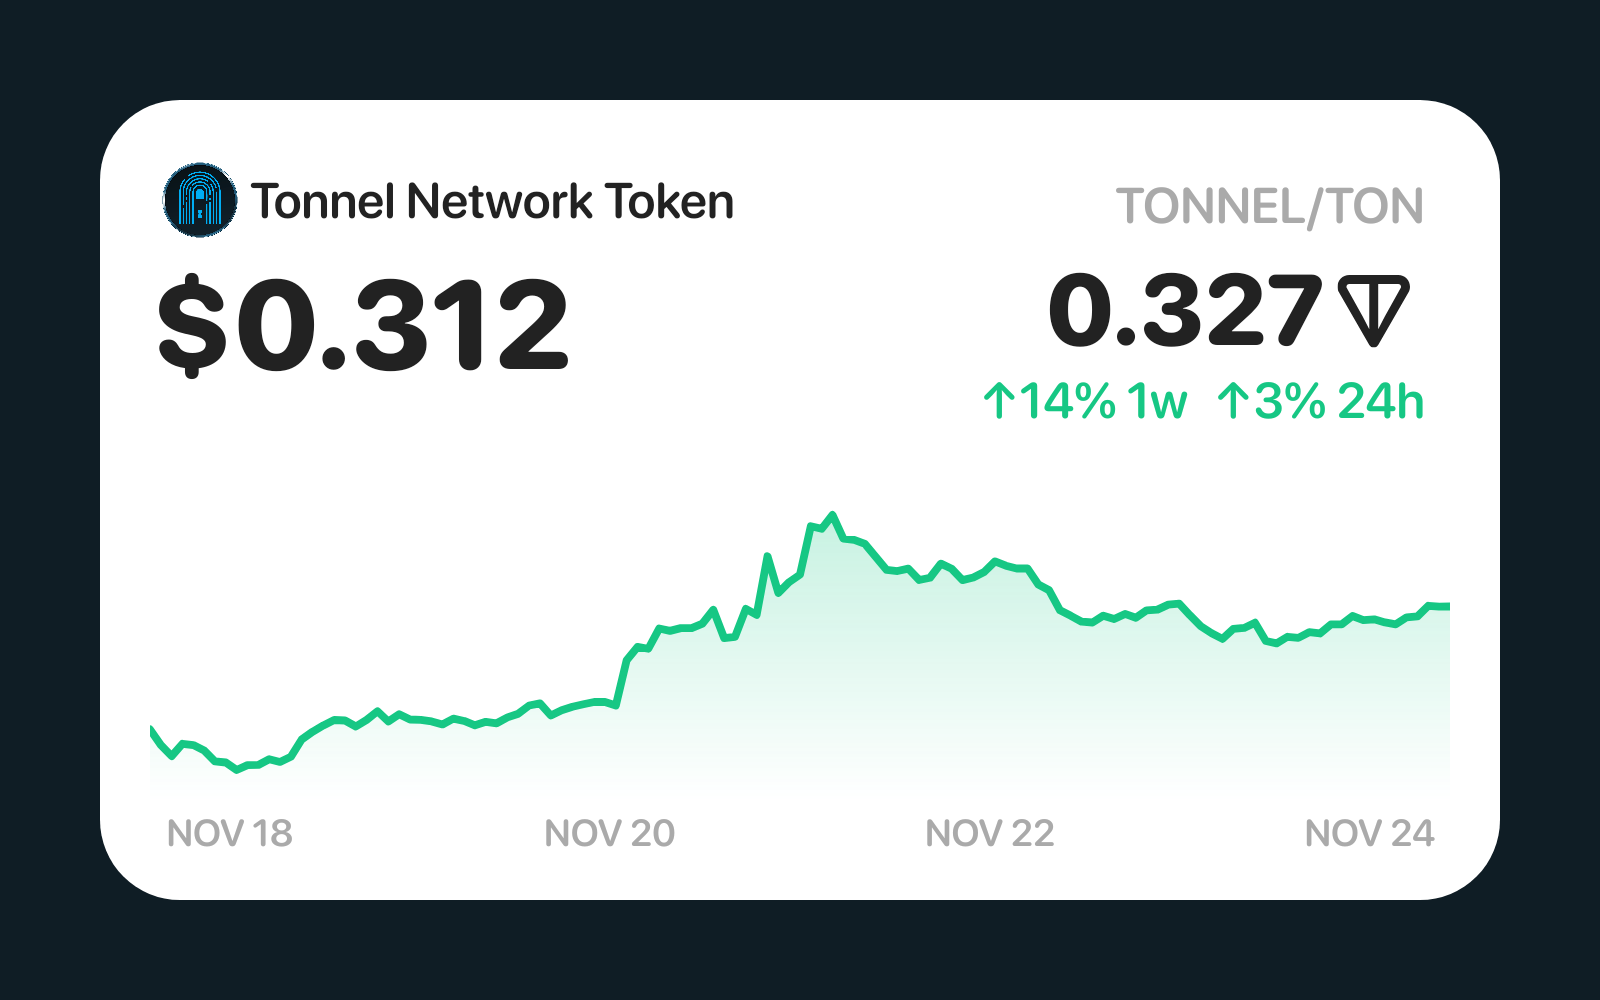 Tonnel Network Token
TONNEL/TON
$0.312
0.327
↑14% 1w ↑3% 24h
NOV 18 NOV 20 NOV 22 NOV 24